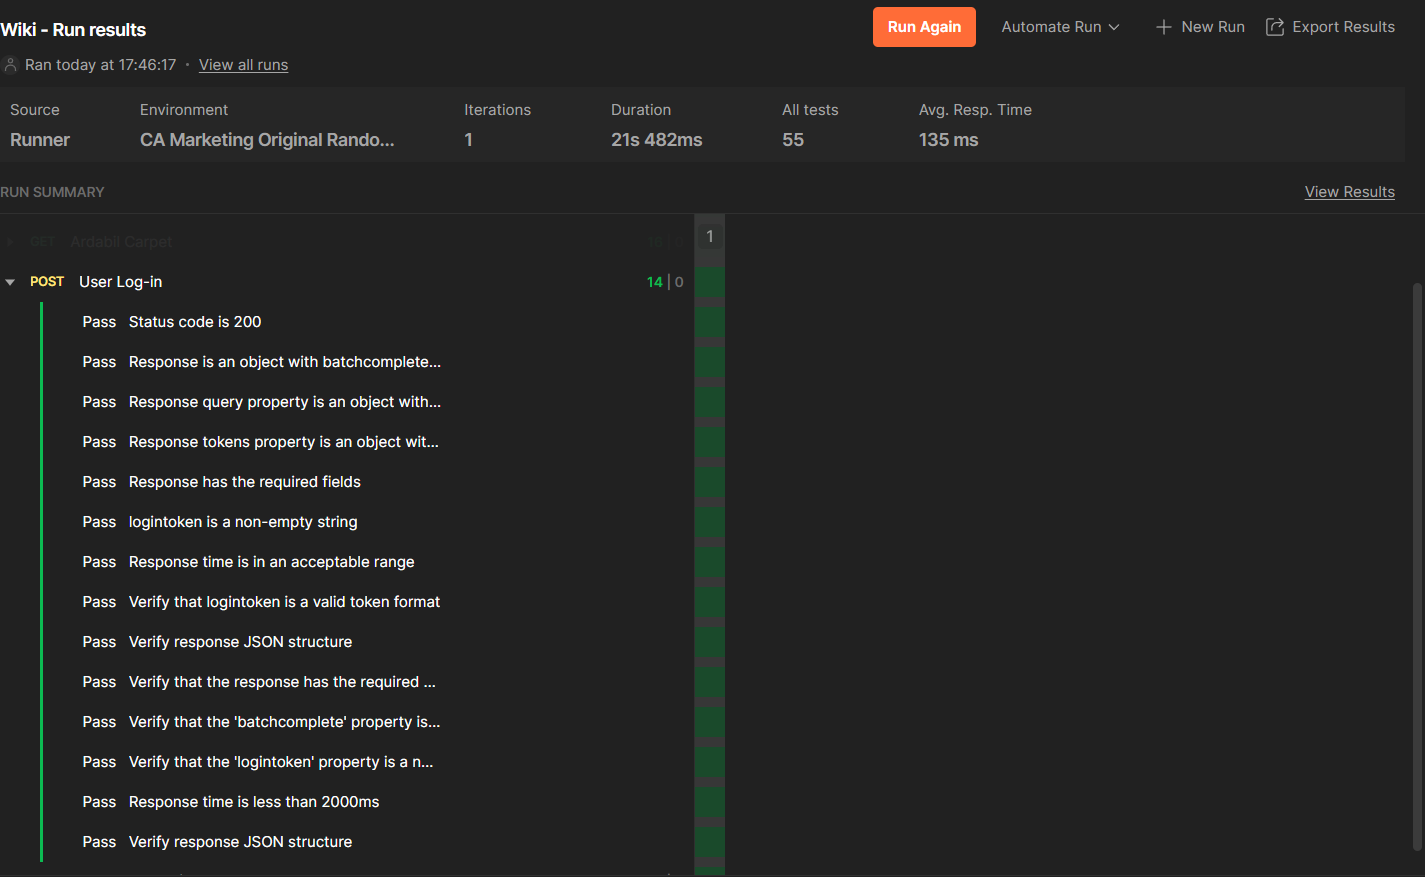 Wiki - Run results
Run Again
Automate Run
New Run
Export Results
Ran today at 17:46:17 · View all runs
Source Environment Iterations Duration All tests Avg. Resp. Time
Runner CA Marketing Original Rando... 1 21s 482ms 55 135 ms
RUN SUMMARY
View Results
GET Ardabil Carpet
1
POST User Log-in 14 | 0
Pass Status code is 200
Pass Response is an object with batchcomplete...
Pass Response query property is an object with...
Pass Response tokens property is an object wit...
Pass Response has the required fields
Pass logintoken is a non-empty string
Pass Response time is in an acceptable range
Pass Verify that logintoken is a valid token format
Pass Verify response JSON structure
Pass Verify that the response has the required ...
Pass Verify that the 'batchcomplete' property is...
Pass Verify that the 'logintoken' property is a n...
Pass Response time is less than 2000ms
Pass Verify response JSON structure